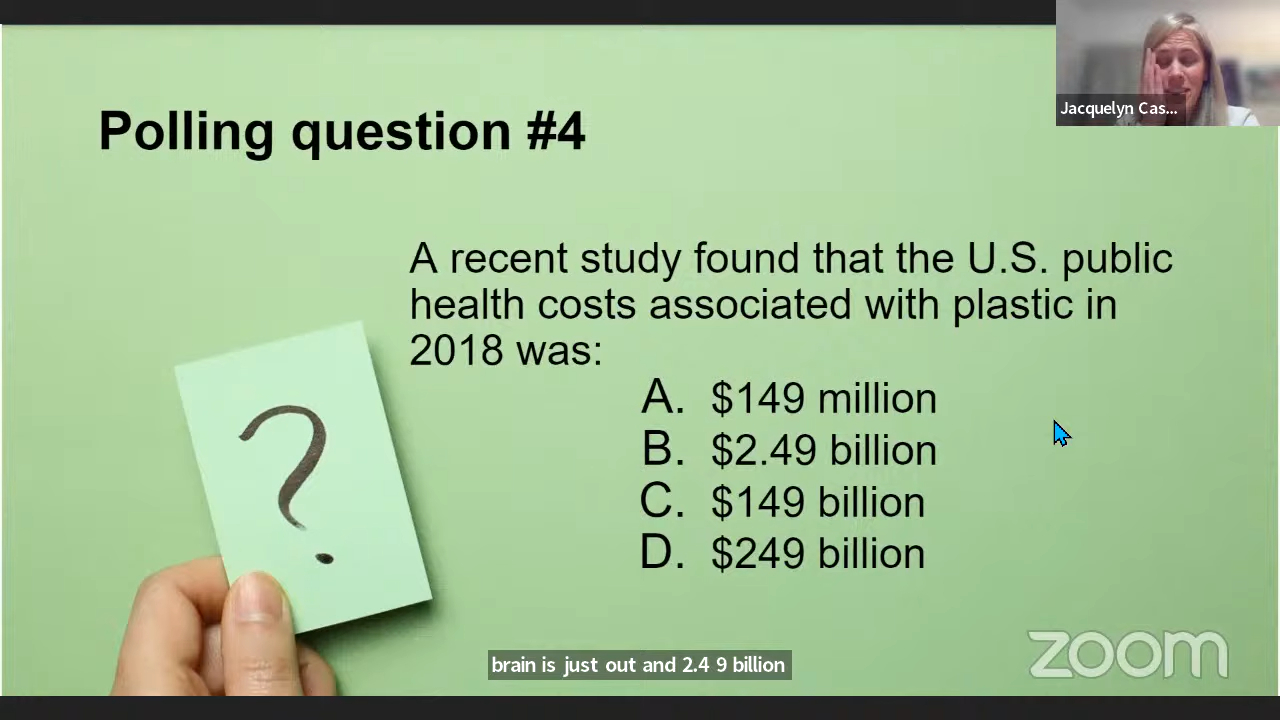 Jacquelyn Cas...
Polling question #4
A recent study found that the U.S. public
health costs associated with plastic in
2018 was:
A. $149 million
B. $2.49 billion
C. $149 billion
D. $249 billion
?
brain is just out and 2.4 9 billion
zoom